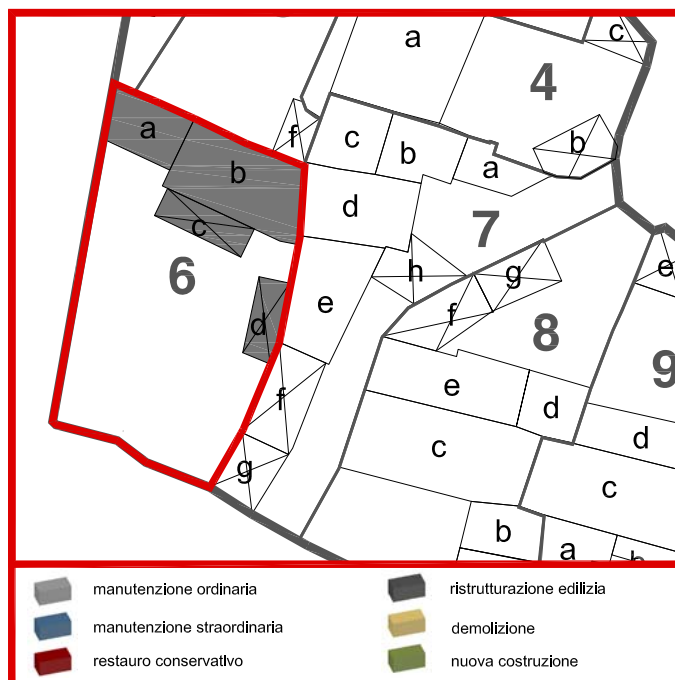 a
c
4
a
f
c
b
b
a
b
d
7
c
h
g
e
6
e
f
8
d
9
e
d
f
d
c
g
c
b
a
manutenzione ordinaria
ristrutturazione edilizia
manutenzione straordinaria
demolizione
restauro conservativo
nuova costruzione